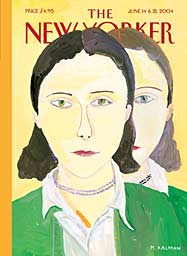 PRICE $4.95
THE
JUNE 14 & 21, 2004
NEW YORKER
M. KALMAN